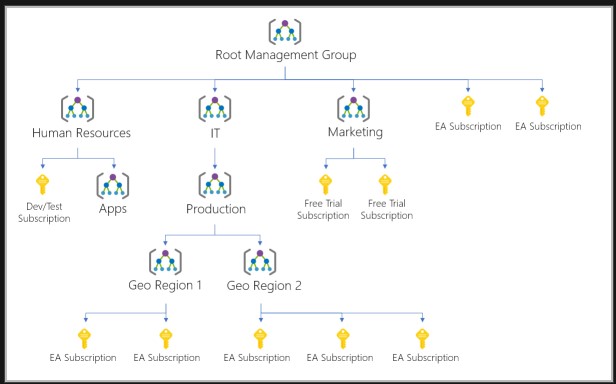 Root Management Group
Human Resources
IT
Marketing
EA Subscription
EA Subscription
Dev/Test
Subscription
Apps
Production
Free Trial
Subscription
Free Trial
Subscription
Geo Region 1
Geo Region 2
EA Subscription
EA Subscription
EA Subscription
EA Subscription
EA Subscription